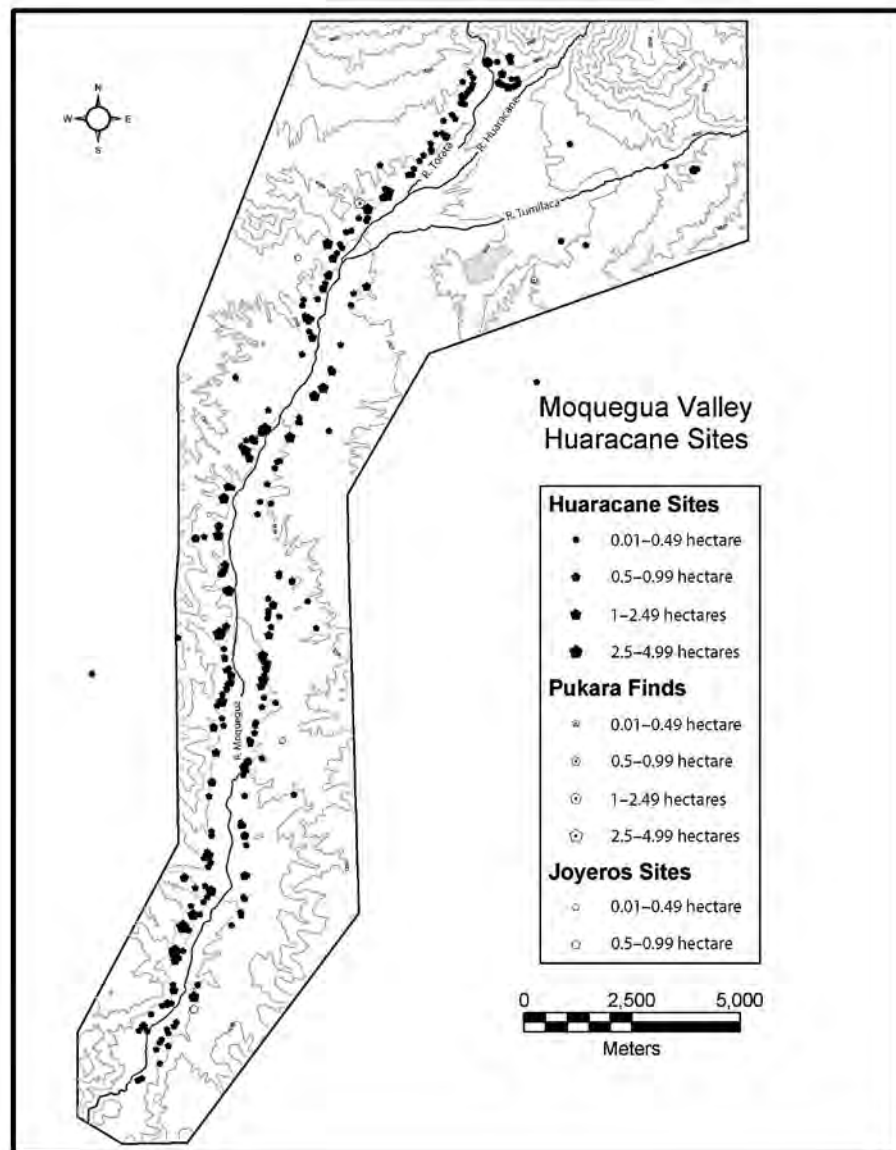 N
W E
S
R. Torata
R. Huaracane
R. Tumilaca
R. Moquegua
Moquegua Valley
Huaracane Sites
Huaracane Sites
0.01–0.49 hectare
0.5–0.99 hectare
1–2.49 hectares
2.5–4.99 hectares
Pukara Finds
0.01–0.49 hectare
0.5–0.99 hectare
1–2.49 hectares
2.5–4.99 hectares
Joyeros Sites
0.01–0.49 hectare
0.5–0.99 hectare
0 2,500 5,000
Meters